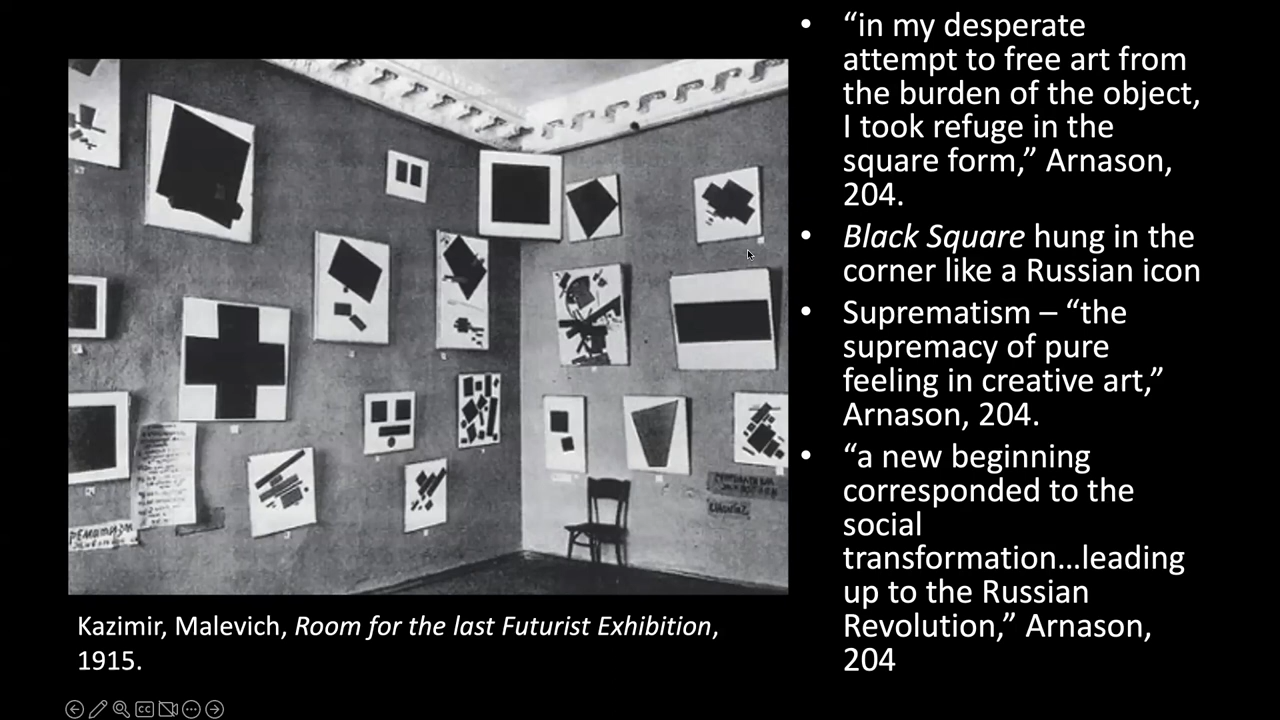 • “in my desperate
attempt to free art from
the burden of the object,
I took refuge in the
square form,” Arnason,
204.
• Black Square hung in the
corner like a Russian icon
• Suprematism – “the
supremacy of pure
feeling in creative art,”
Arnason, 204.
• “a new beginning
corresponded to the
social
transformation...leading
up to the Russian
Revolution,” Arnason,
204
Kazimir, Malevich, Room for the last Futurist Exhibition,
1915.
CC